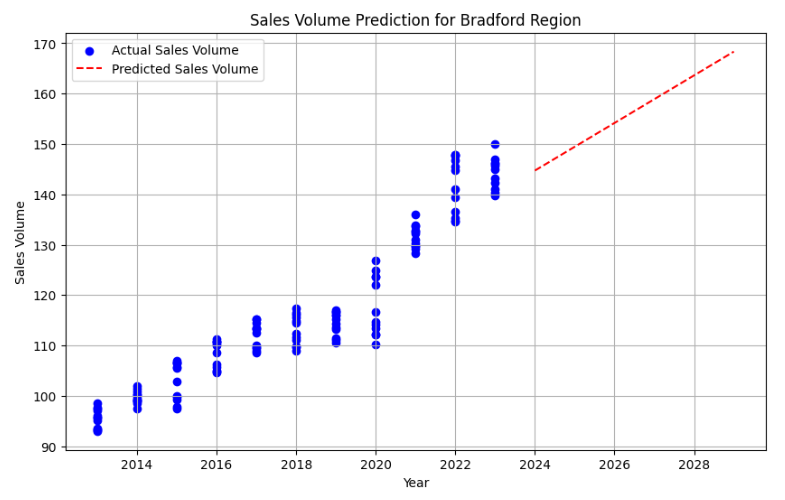 Sales Volume Prediction for Bradford Region
170
160
150
140
130
120
110
100
90
Sales Volume
Actual Sales Volume
Predicted Sales Volume
2014 2016 2018 2020 2022 2024 2026 2028
Year